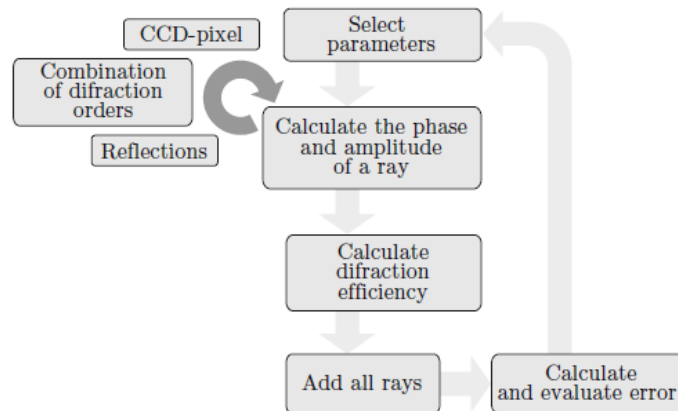 CCD-pixel
Select
parameters
Combination
of difraction
orders
Reflections
Calculate the phase
and amplitude
of a ray
Calculate
difraction
efficiency
Add all rays
Calculate
and evaluate error